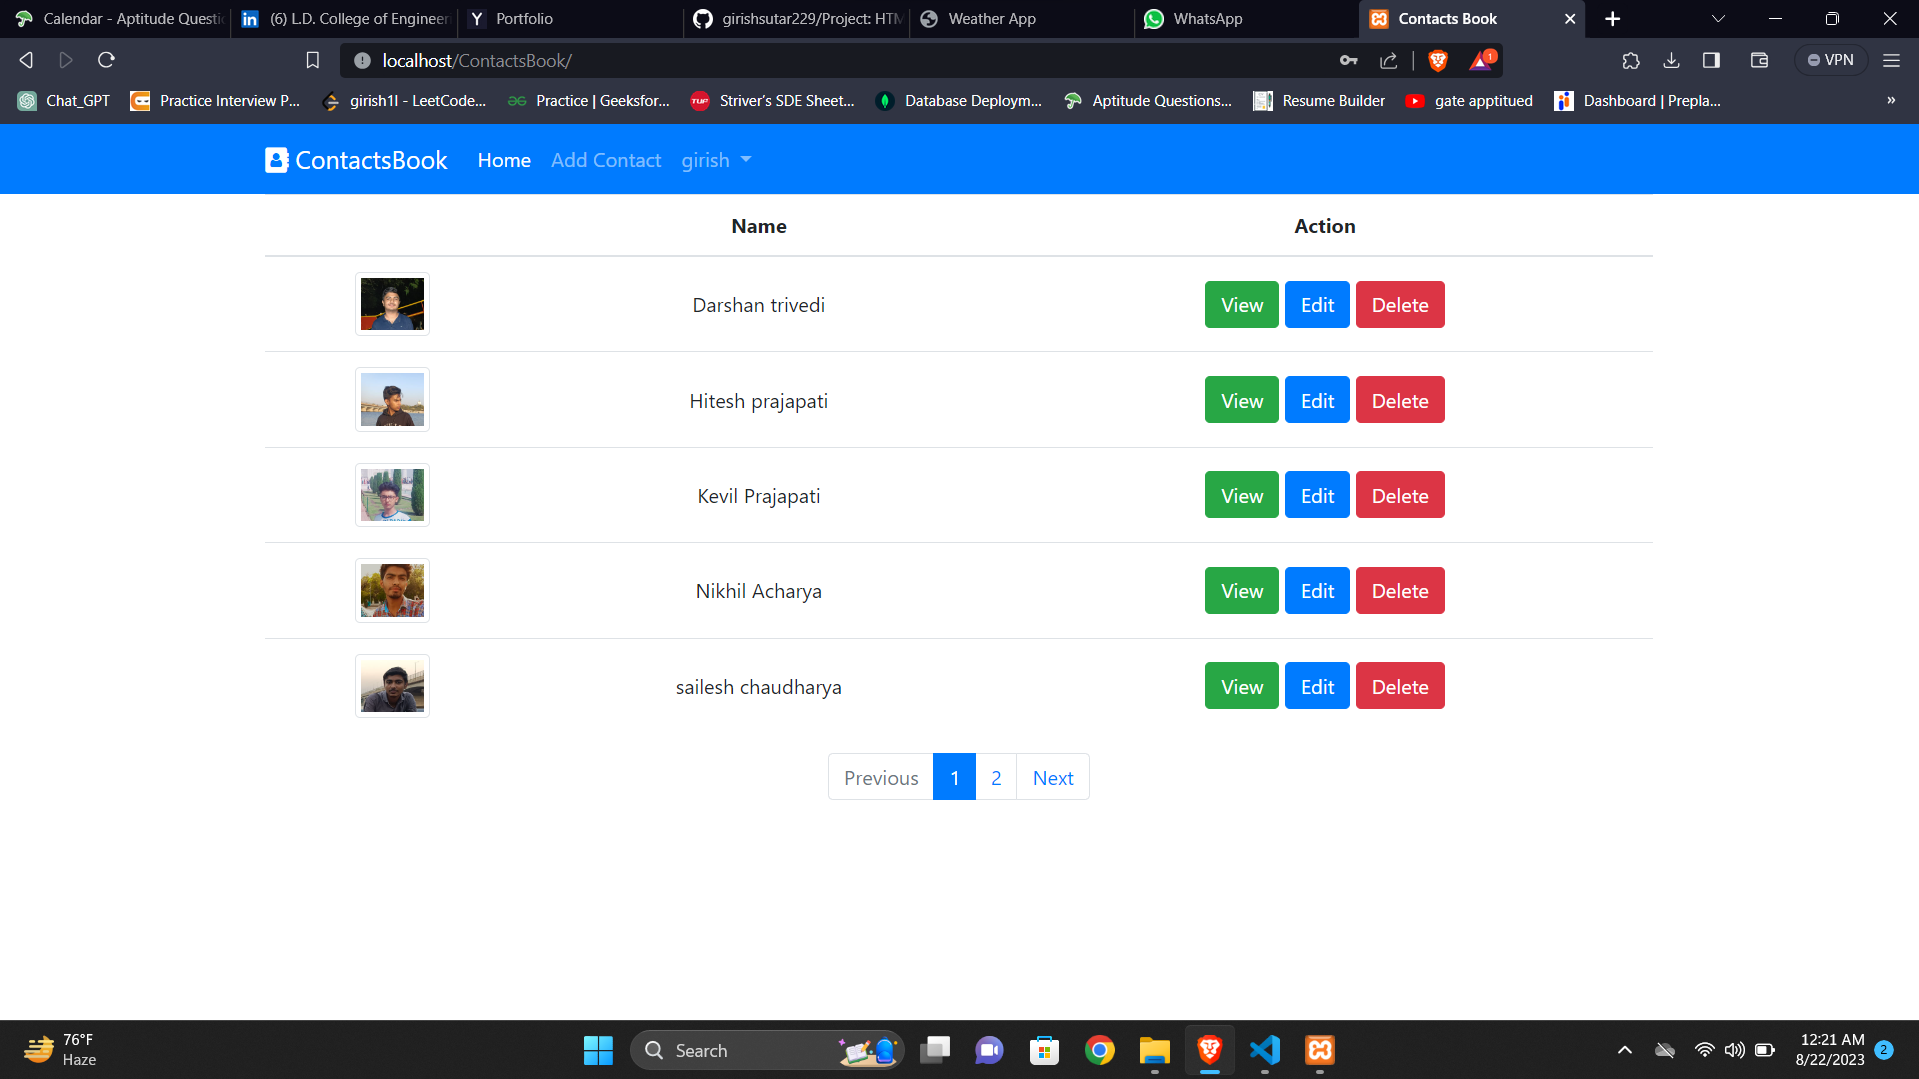 Calendar - Aptitude Questic
(6) L.D. College of Engineer
Y Portfolio
girishsutar229/Project: HTM
Weather App
WhatsApp
Contacts Book
localhost/ContactsBook/
1
VPN
Chat_GPT
Practice Interview P...
girish1l - LeetCode...
Practice | Geeksfor...
TUF Striver's SDE Sheet...
Database Deploym...
Aptitude Questions...
Resume Builder
gate apptitued
Dashboard | Prepla...
»
ContactsBook Home Add Contact girish
Name Action
Darshan trivedi View Edit Delete
Hitesh prajapati View Edit Delete
Kevil Prajapati View Edit Delete
Nikhil Acharya View Edit Delete
sailesh chaudharya View Edit Delete
Previous 1 2 Next
76°F
Haze
Search
12:21 AM
8/22/2023
2